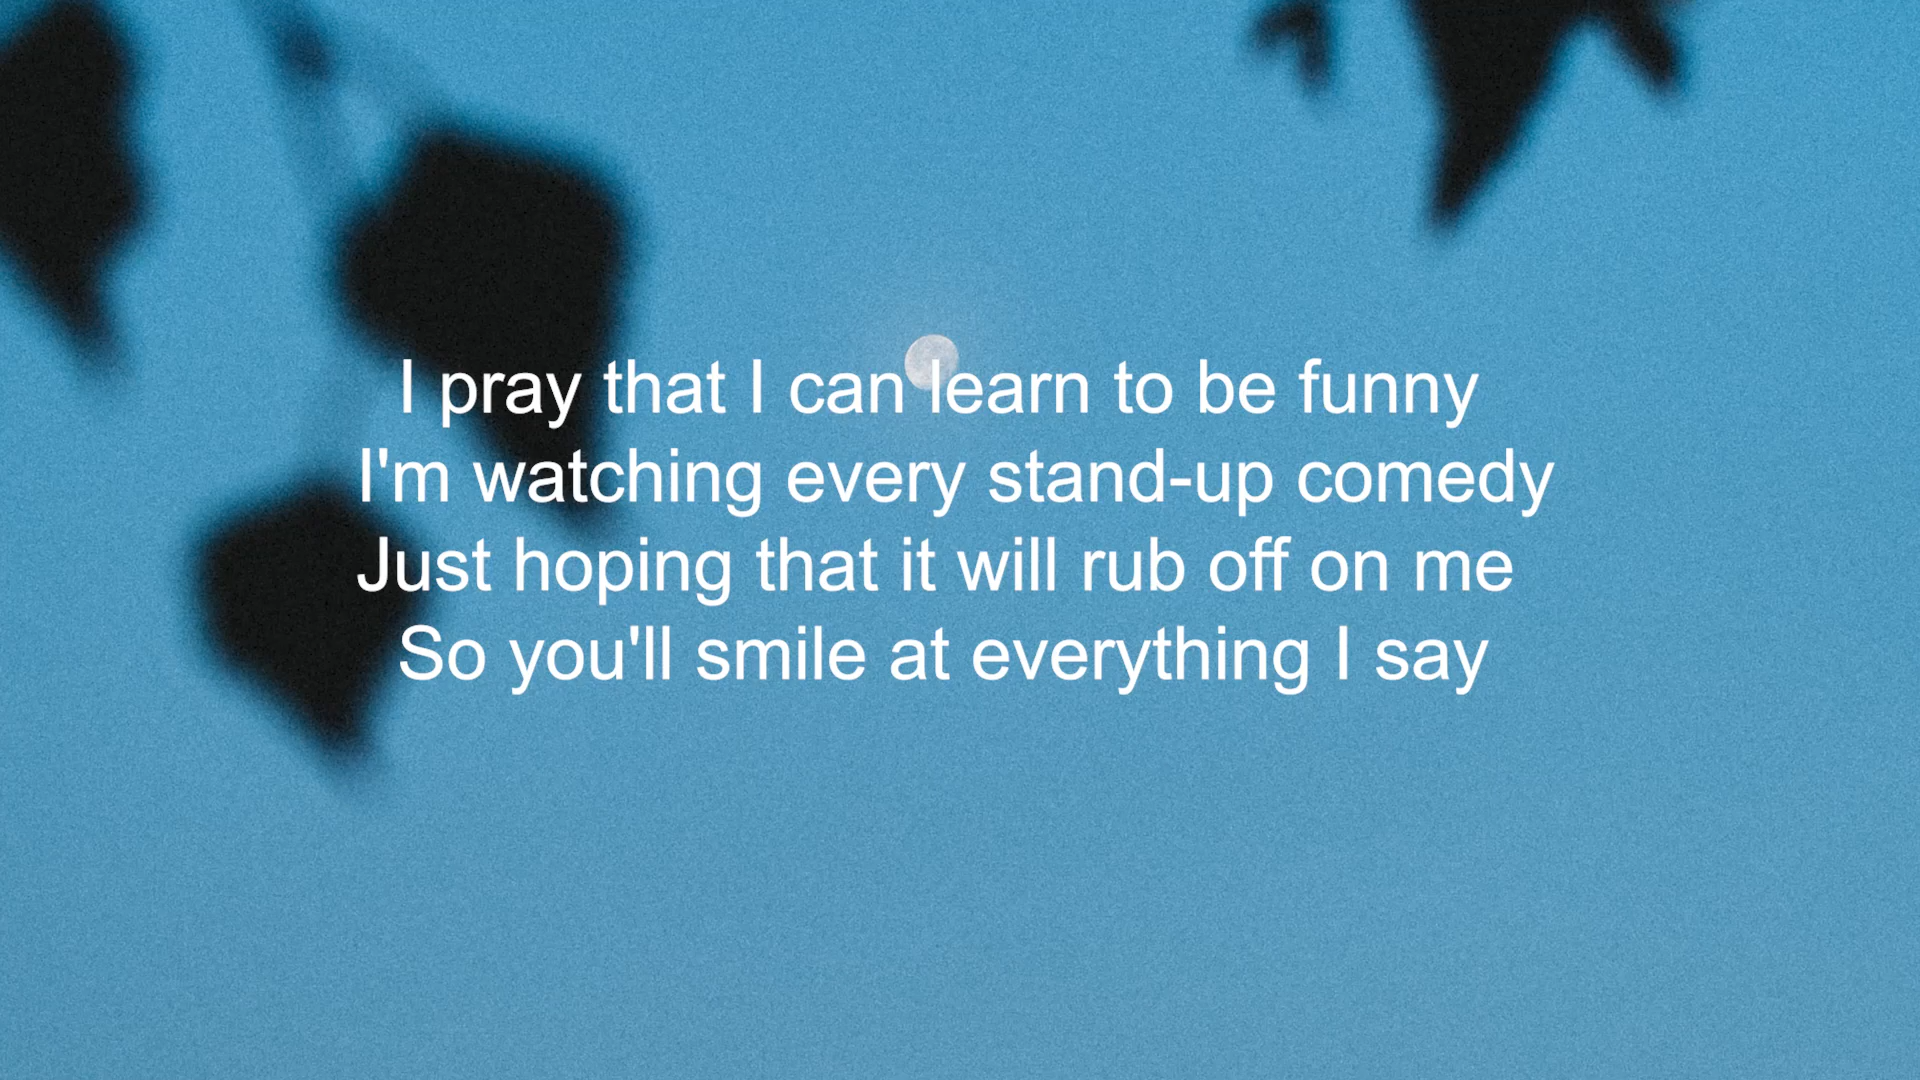 I pray that I can learn to be funny
I'm watching every stand-up comedy
Just hoping that it will rub off on me
So you'll smile at everything I say